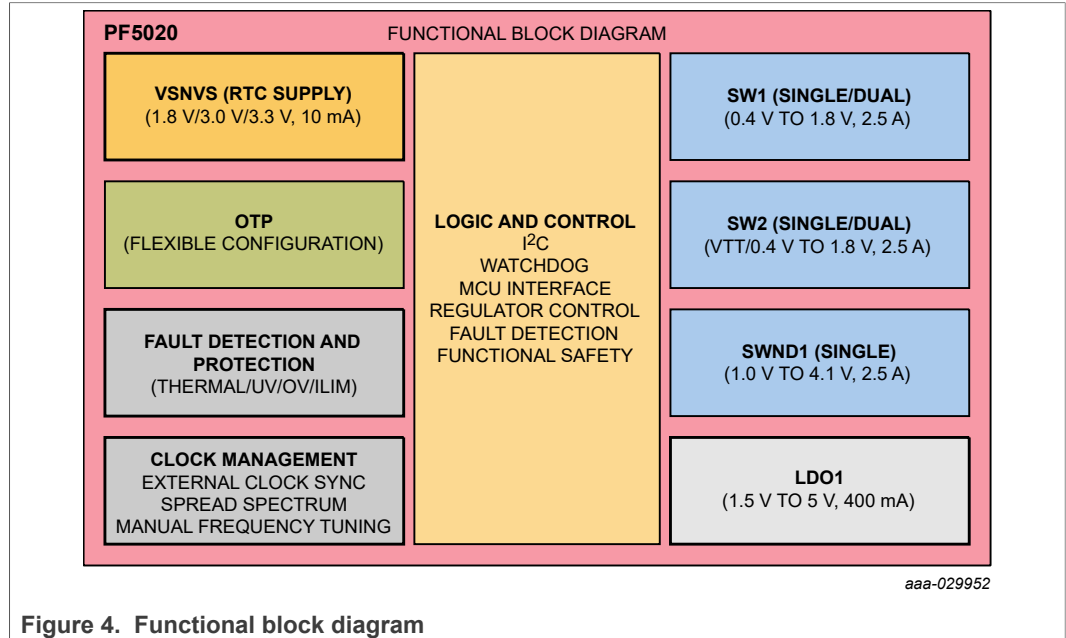 PF5020
FUNCTIONAL BLOCK DIAGRAM
VSNVS (RTC SUPPLY)
(1.8 V/3.0 V/3.3 V, 10 mA)
OTP
(FLEXIBLE CONFIGURATION)
FAULT DETECTION AND
PROTECTION
(THERMAL/UV/OV/ILIM)
CLOCK MANAGEMENT
EXTERNAL CLOCK SYNC
SPREAD SPECTRUM
MANUAL FREQUENCY TUNING
LOGIC AND CONTROL
I²C
WATCHDOG
MCU INTERFACE
REGULATOR CONTROL
FAULT DETECTION
FUNCTIONAL SAFETY
SW1 (SINGLE/DUAL)
(0.4 V TO 1.8 V, 2.5 A)
SW2 (SINGLE/DUAL)
(VTT/0.4 V TO 1.8 V, 2.5 A)
SWND1 (SINGLE)
(1.0 V TO 4.1 V, 2.5 A)
LDO1
(1.5 V TO 5 V, 400 mA)
aaa-029952
Figure 4. Functional block diagram